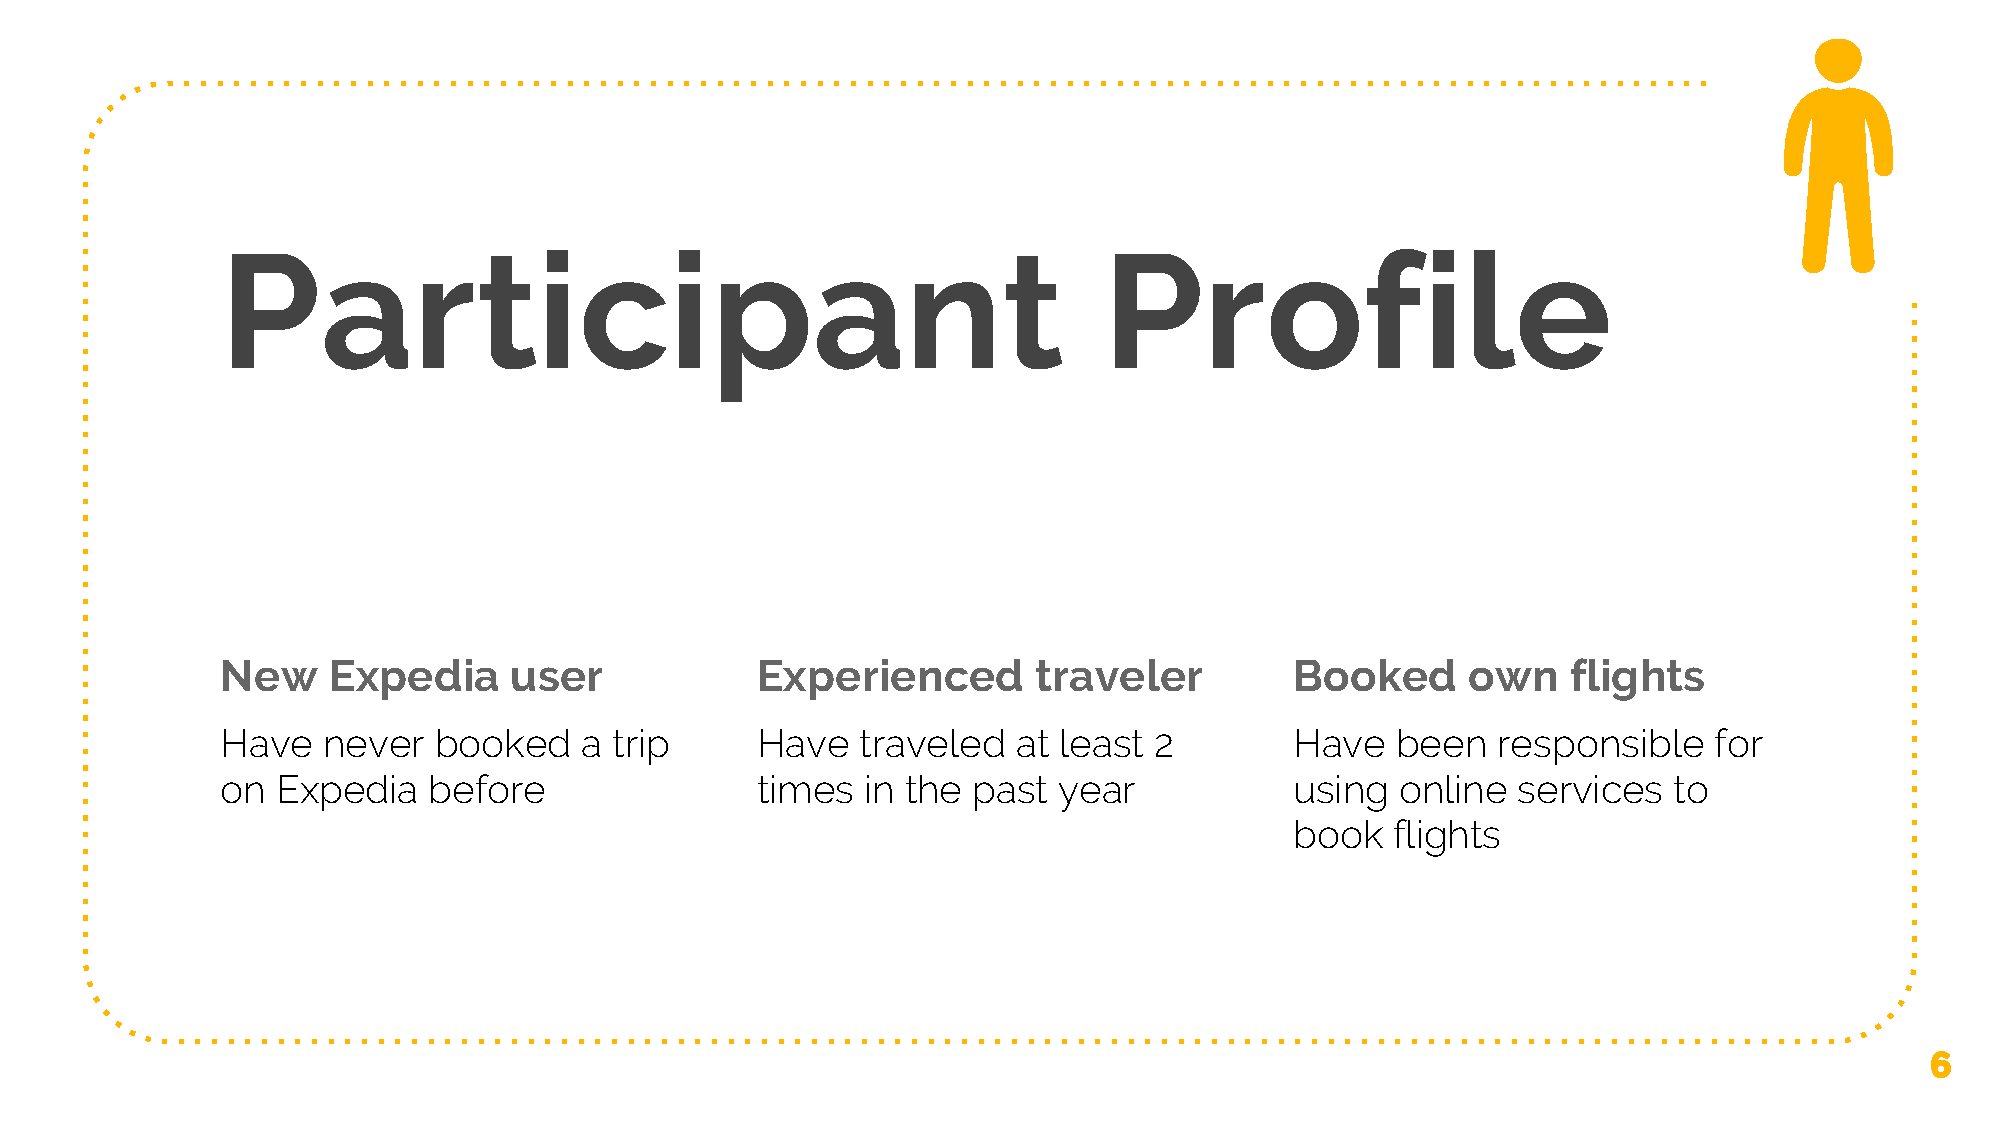 Participant Profile
New Expedia user
Have never booked a trip
on Expedia before
Experienced traveler
Have traveled at least 2
times in the past year
Booked own flights
Have been responsible for
using online services to
book flights
6